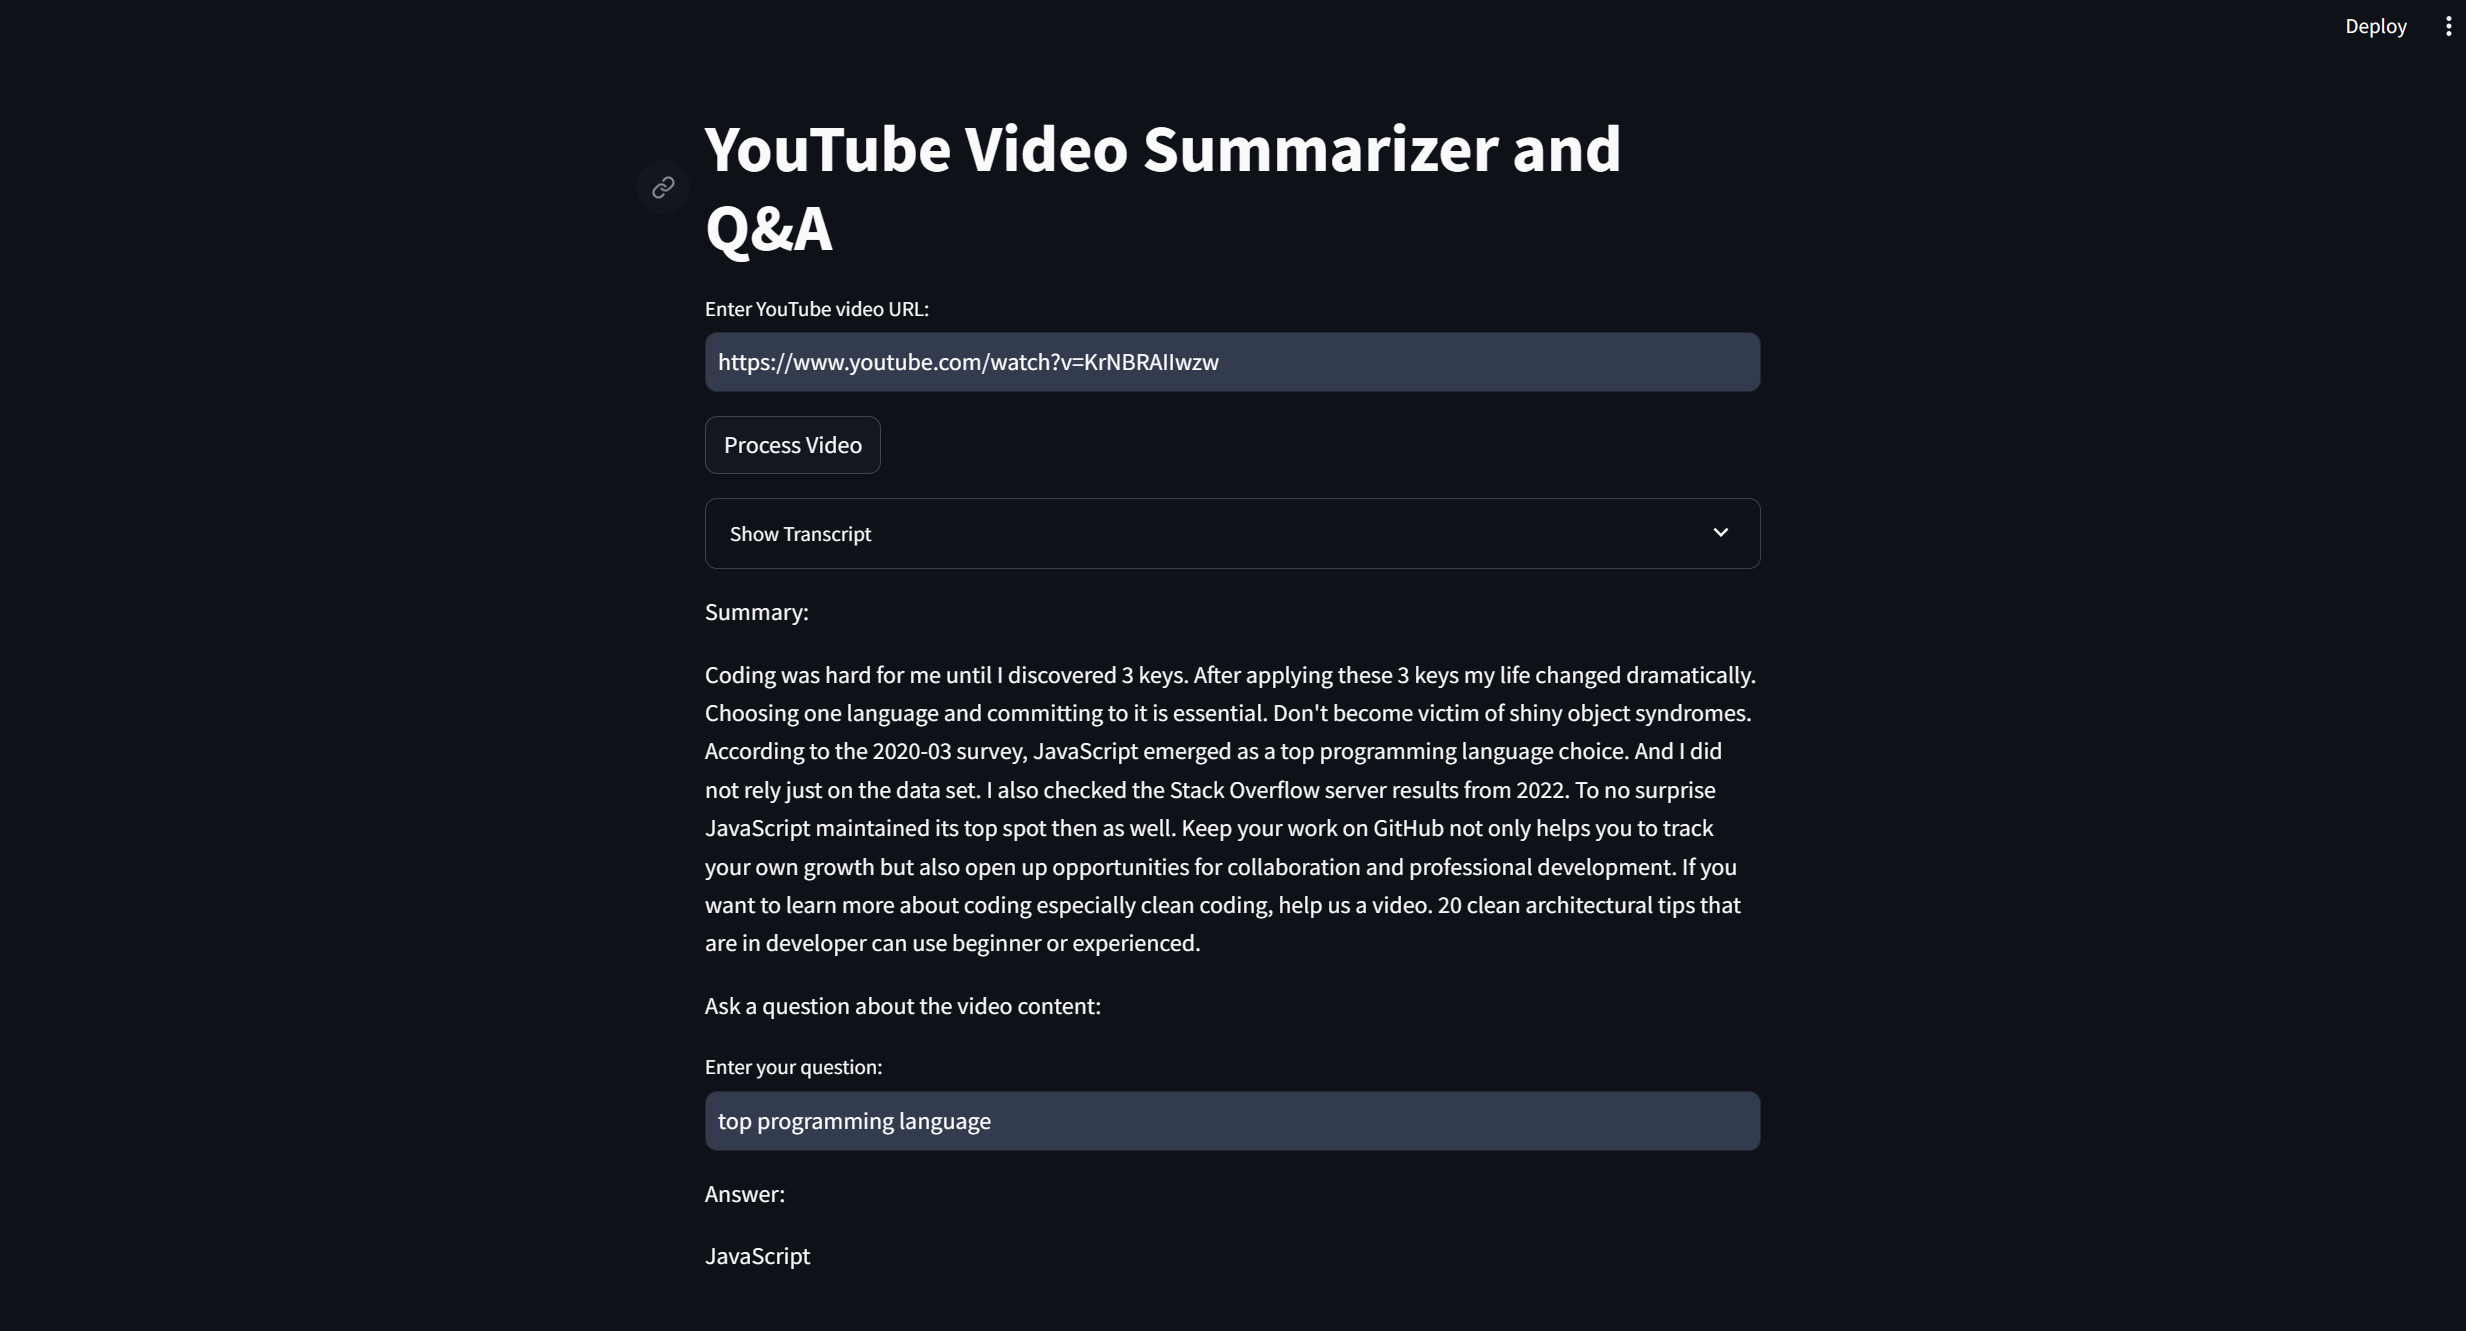 Deploy
YouTube Video Summarizer and
Q&A
Enter YouTube video URL:
https://www.youtube.com/watch?v=KrNBRAIIwzw
Process Video
Show Transcript
Summary:
Coding was hard for me until I discovered 3 keys. After applying these 3 keys my life changed dramatically.
Choosing one language and committing to it is essential. Don't become victim of shiny object syndromes.
According to the 2020-03 survey, JavaScript emerged as a top programming language choice. And I did
not rely just on the data set. I also checked the Stack Overflow server results from 2022. To no surprise
JavaScript maintained its top spot then as well. Keep your work on GitHub not only helps you to track
your own growth but also open up opportunities for collaboration and professional development. If you
want to learn more about coding especially clean coding, help us a video. 20 clean architectural tips that
are in developer can use beginner or experienced.
Ask a question about the video content:
Enter your question:
top programming language
Answer:
JavaScript